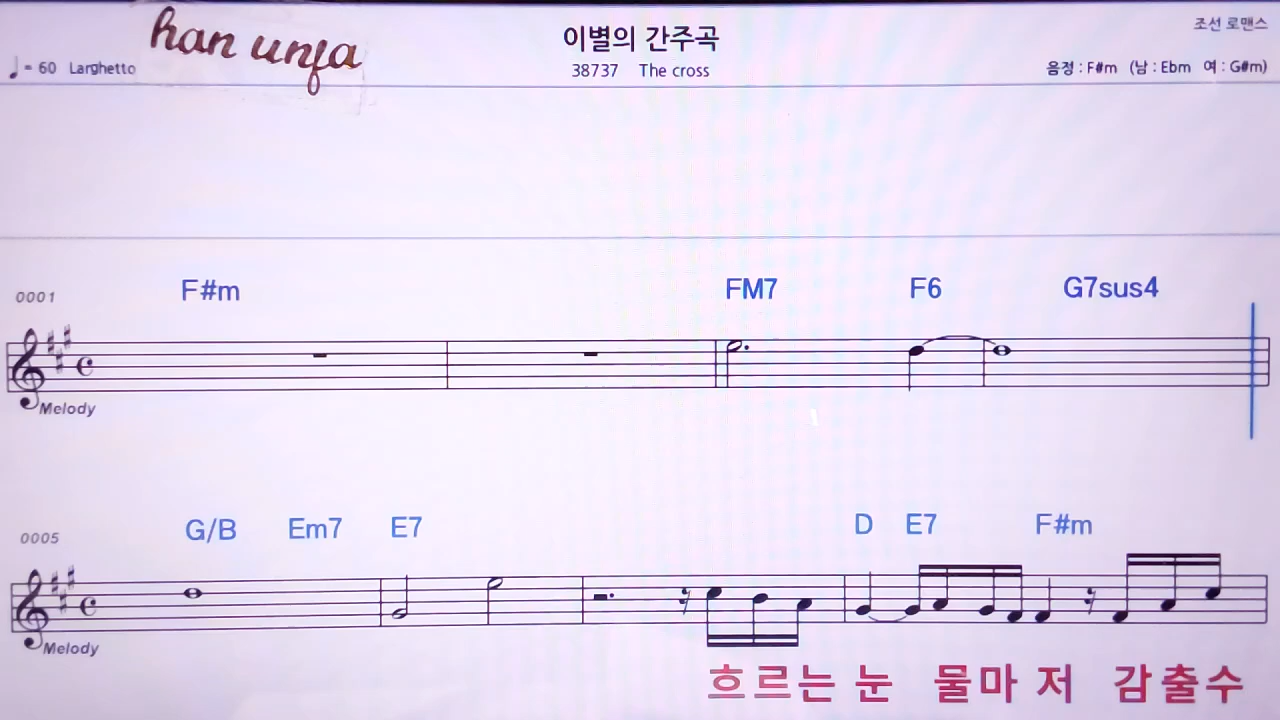 han unja
이별의 간주곡
조선 로맨스
♩= 60 Larghetto
38737 The cross
음정 : F#m (남 : Ebm 여 : G#m)
0001 F#m FM7 F6 G7sus4
Melody
0005 G/B Em7 E7 D E7 F#m
Melody
흐르는 눈 물마 저 감출수